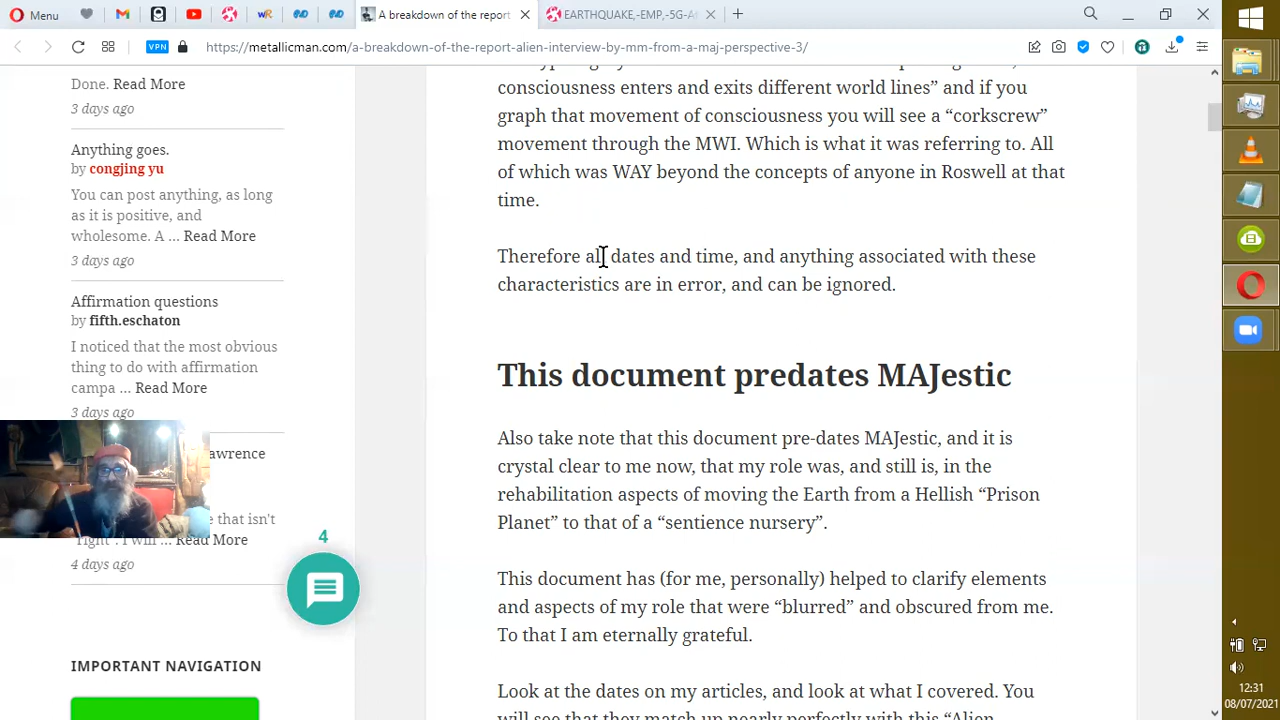 Menu
A breakdown of the report
EARTHQUAKE,-EMP,-5G-A
VPN
https://metallicman.com/a-breakdown-of-the-report-alien-interview-by-mm-from-a-maj-perspective-3/
Done. Read More
3 days ago
Anything goes.
by congjing yu
You can post anything, as long
as it is positive, and
wholesome. A ... Read More
3 days ago
Affirmation questions
by fifth.eschaton
I noticed that the most obvious
thing to do with affirmation
campa ... Read More
3 days ago
awrence
e that isn't
"right". I will ... Read More
4 days ago
4
IMPORTANT NAVIGATION
consciousness enters and exits different world lines” and if you
graph that movement of consciousness you will see a “corkscrew”
movement through the MWI. Which is what it was referring to. All
of which was WAY beyond the concepts of anyone in Roswell at that
time.
Therefore all dates and time, and anything associated with these
characteristics are in error, and can be ignored.
This document predates MAJestic
Also take note that this document pre-dates MAJestic, and it is
crystal clear to me now, that my role was, and still is, in the
rehabilitation aspects of moving the Earth from a Hellish “Prison
Planet” to that of a “sentience nursery”.
This document has (for me, personally) helped to clarify elements
and aspects of my role that were “blurred” and obscured from me.
To that I am eternally grateful.
Look at the dates on my articles, and look at what I covered. You
will see that they match up nearly perfectly with this “Alien
12:31
08/07/2021